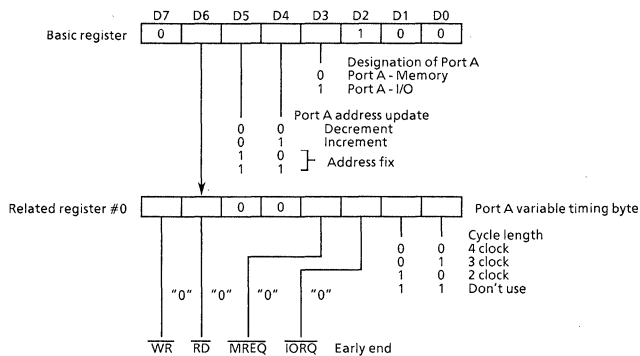 D7 D6 D5 D4 D3 D2 D1 D0
Basic register 0 1 0 0
Designation of Port A
0 Port A - Memory
1 Port A - I/O
Port A address update
0 0 Decrement
0 1 Increment
1 0
Address fix
1 1
Related register #0 0 0 Port A variable timing byte
Cycle length
0 0 4 clock
0 1 3 clock
1 0 2 clock
1 1 Don't use
"0" "0" "0" "0"
WR RD MREQ IORQ Early end